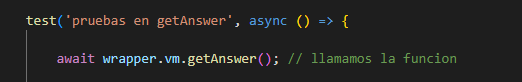 test('pruebas en getAnswer', async () => {
await wrapper.vm.getAnswer(); // llamamos la funcion